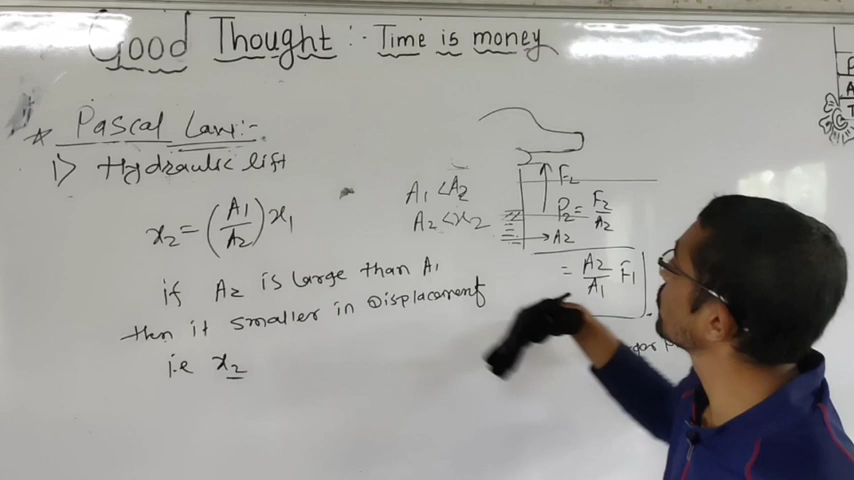 Good Thought :- Time is money
* Pascal Law :-
1) Hydraulic lift
x2 = (A1/A2) x1
if A2 is large than A1
then it smaller in Displacement
i.e x2
A1 < A2
A2 < x2
F2
P2 = F2/A2
A2
= A2/A1 F1
P
A
T